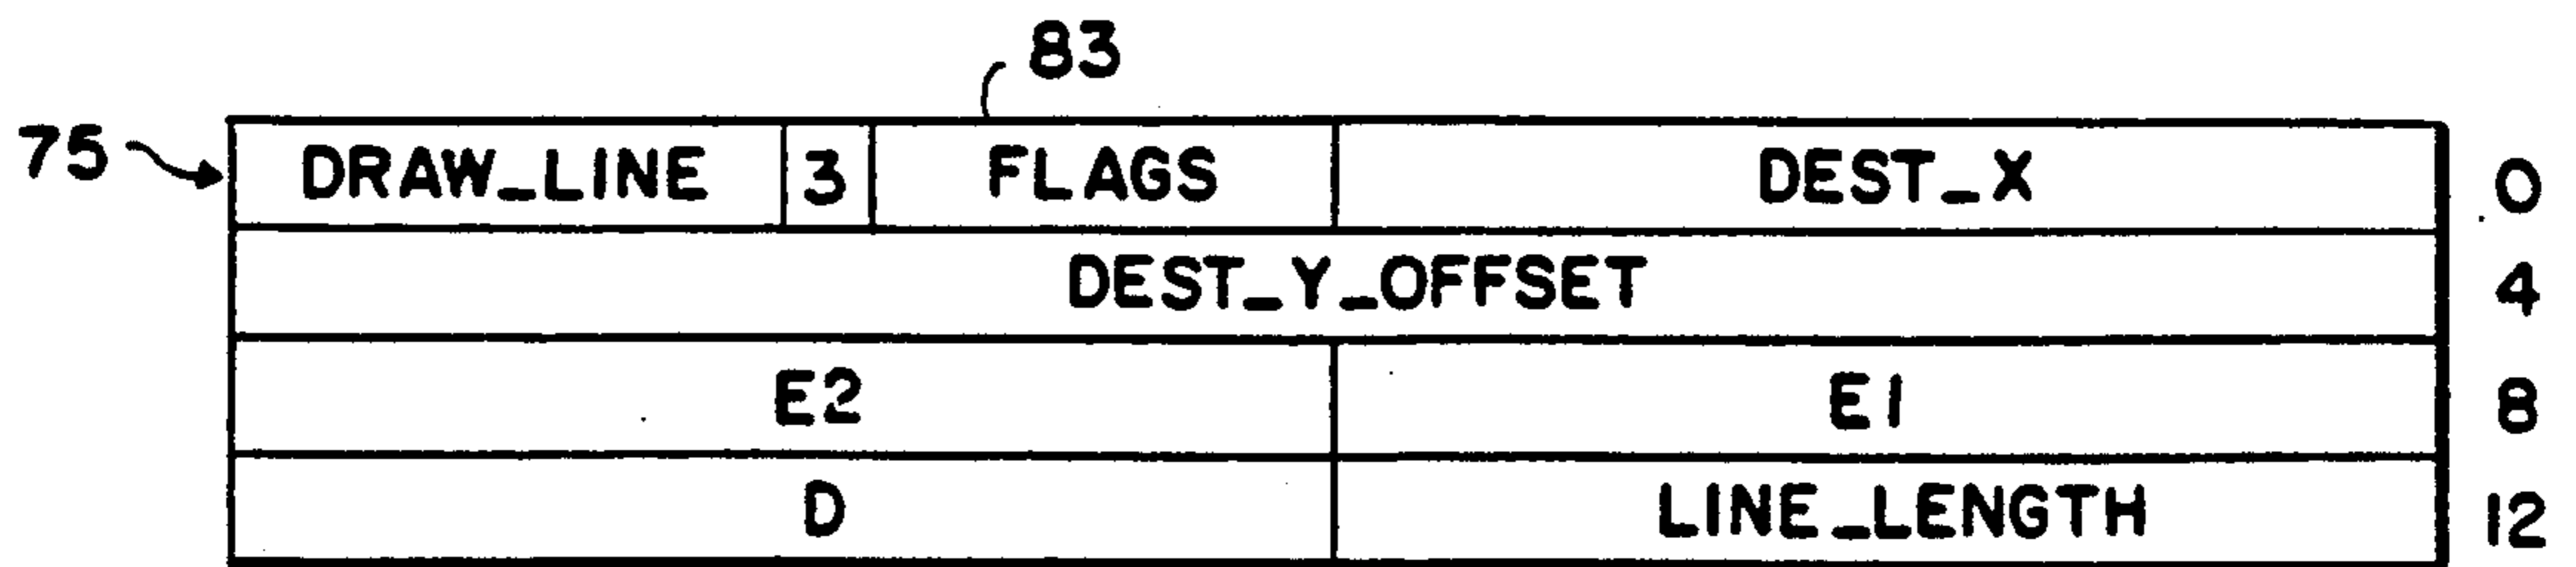 83
75 DRAW_LINE 3 FLAGS DEST_X 0
DEST_Y_OFFSET 4
E2 E1 8
D LINE_LENGTH 12